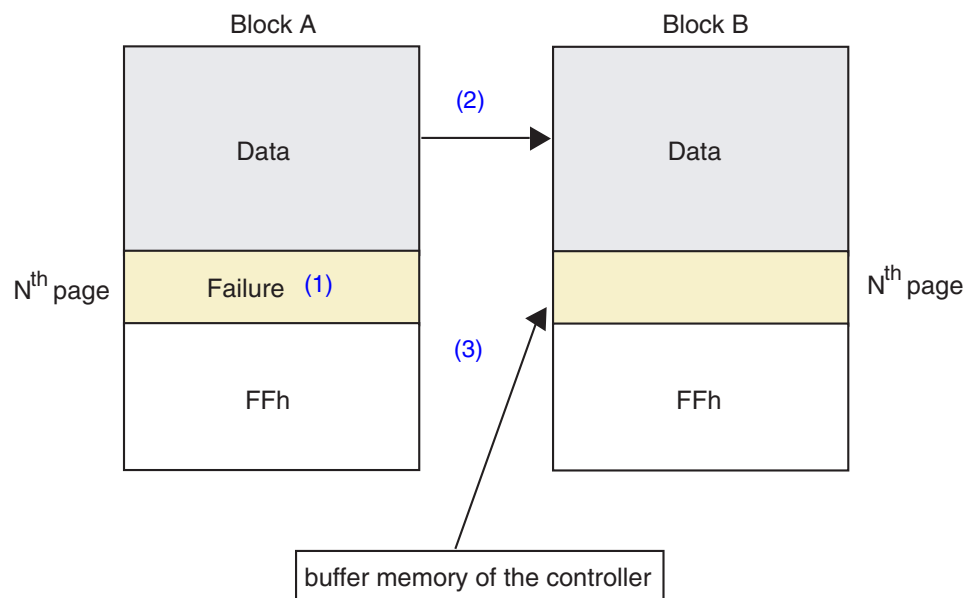 Block A
Block B
(2)
Data
Data
Nth page
Failure (1)
Nth page
(3)
FFh
FFh
buffer memory of the controller